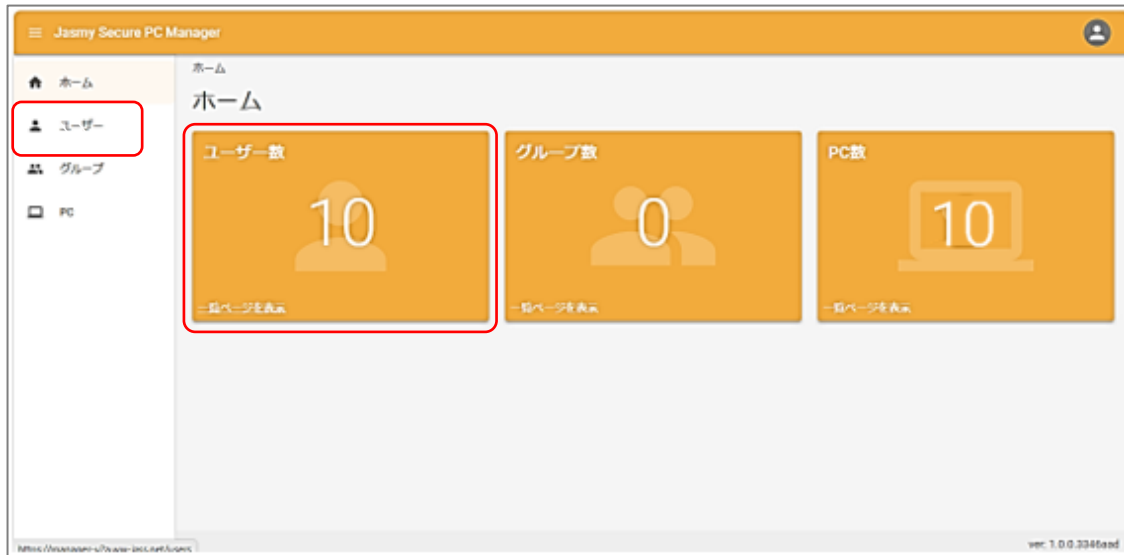 Jasmy Secure PC Manager
ホーム
ユーザー
グループ
PC
ホーム
ホーム
ユーザー数
10
一覧ページを表示
グループ数
0
一覧ページを表示
PC数
10
一覧ページを表示
ver. 1.0.0.3346aad